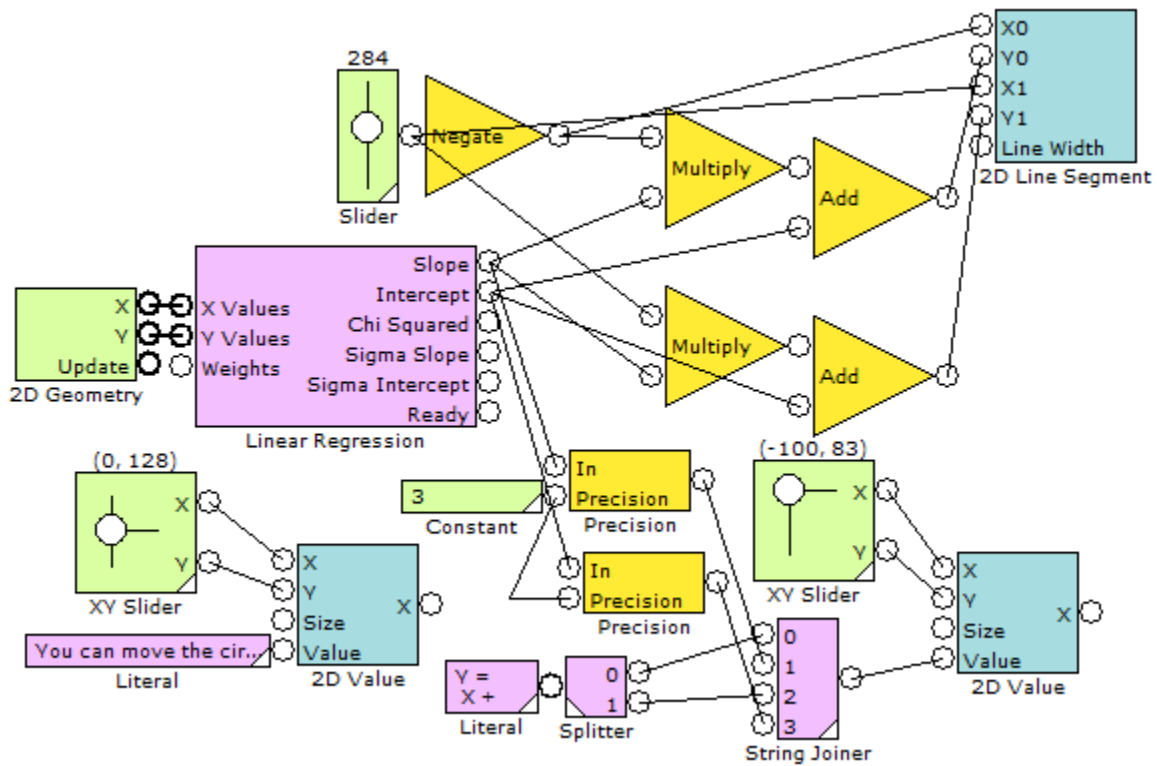 284
Slider
Negate
Multiply
Add
X0
Y0
X1
Y1
Line Width
2D Line Segment
X
Y
Update
2D Geometry
X Values
Y Values
Weights
Slope
Intercept
Chi Squared
Sigma Slope
Sigma Intercept
Ready
Linear Regression
Multiply
Add
(0, 128)
X
Y
XY Slider
You can move the cir...
Literal
X
Y
Size
Value
X
2D Value
3
Constant
In
Precision
Precision
In
Precision
Precision
Y =
X +
Literal
0
1
Splitter
0
1
2
3
String Joiner
(-100, 83)
X
Y
XY Slider
X
Y
Size
Value
X
2D Value